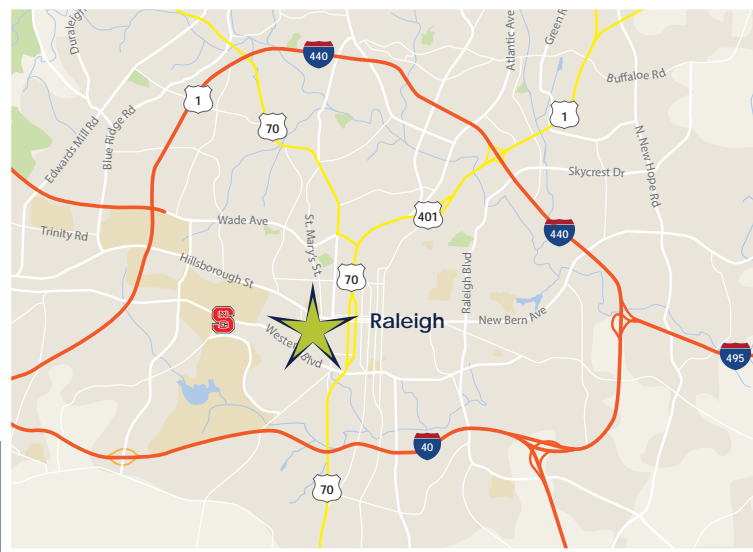 Duraleigh
Atlantic Ave
Green R
440
Buffaloe Rd
1
1
Edwards Mill Rd
Blue Ridge Rd
70
N. New Hope Rd
Skycrest Dr
401
Wade Ave
St. Mary's St.
Trinity Rd
440
Hillsborough St
70
Raleigh Blvd
NC STATE
Raleigh
New Bern Ave
Blvd
495
40
70